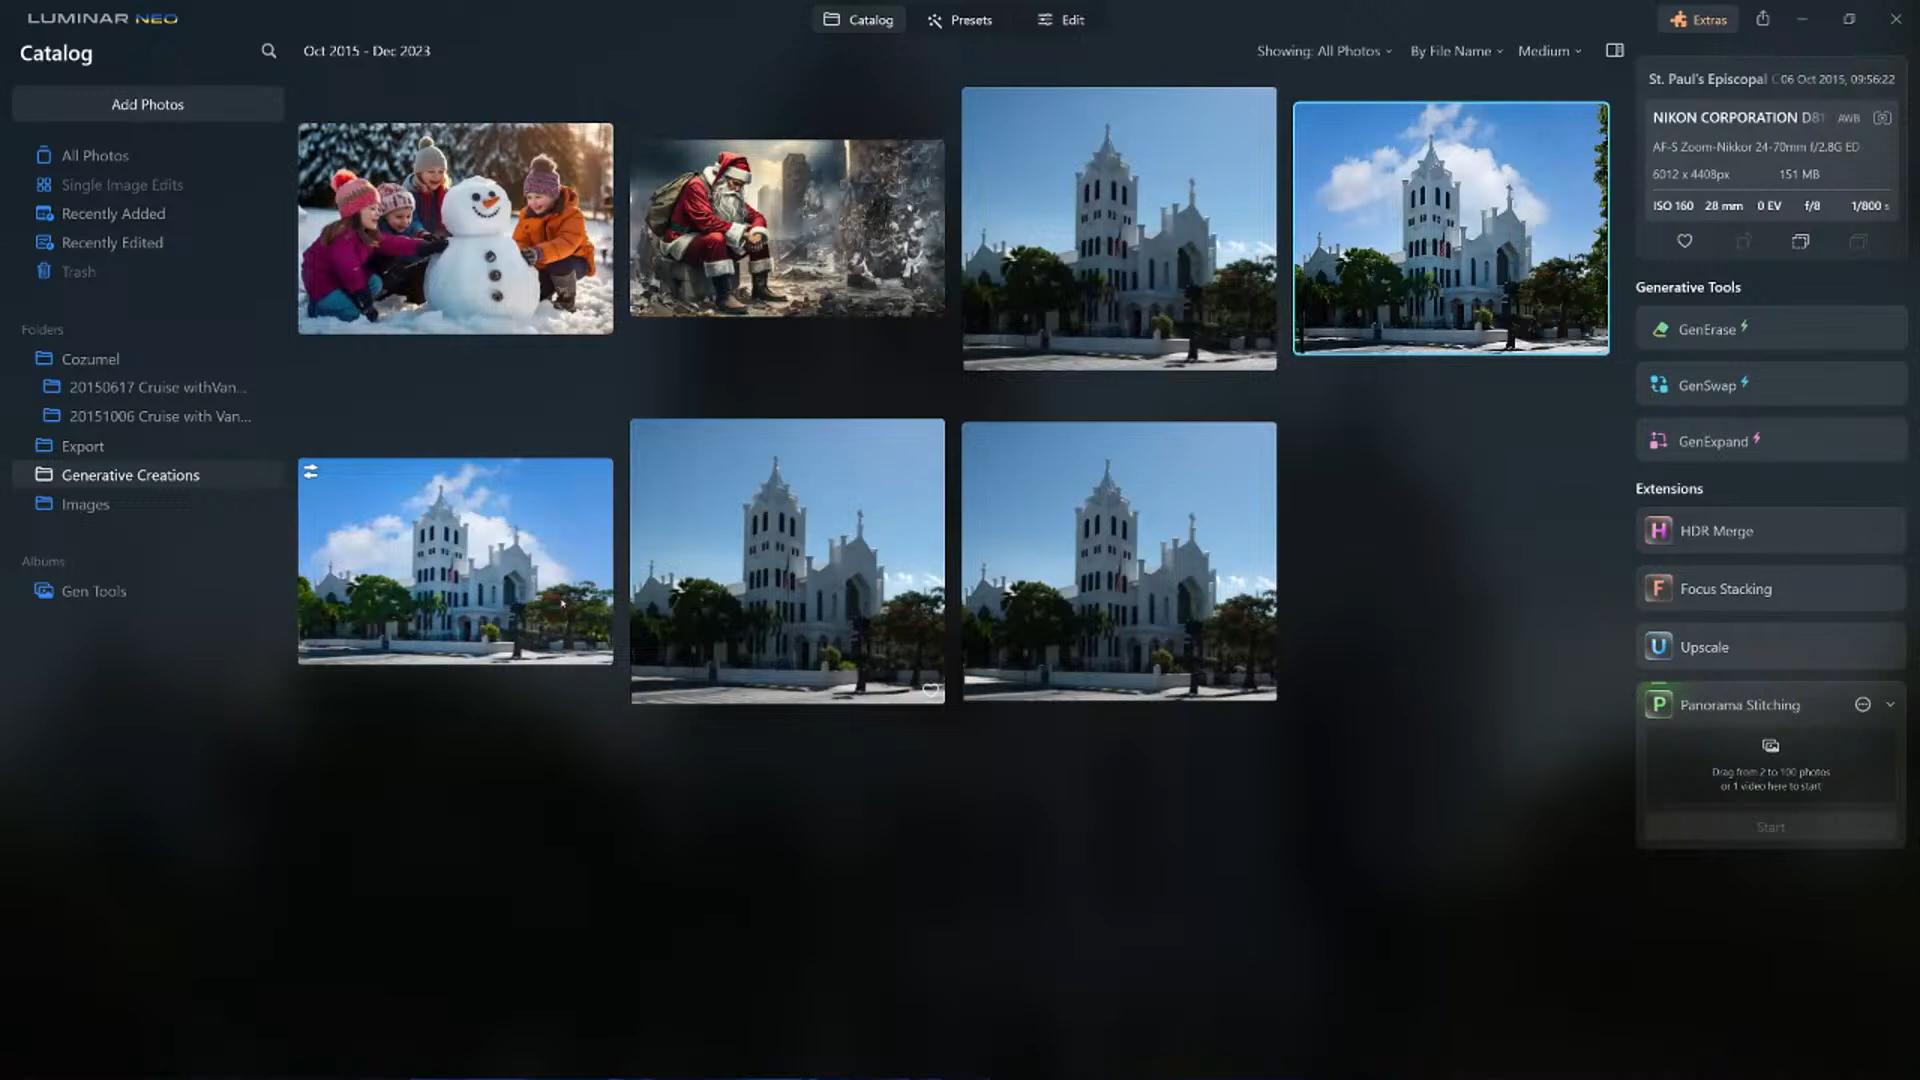 LUMINAR NEO
Catalog
Presets
Edit
Extras
Catalog
Oct 2015 - Dec 2023
Showing: All Photos
By File Name
Medium
Add Photos
All Photos
Single Image Edits
Recently Added
Recently Edited
Trash
Folders
Cozumel
20150617 Cruise withVan...
20151006 Cruise with Van...
Export
Generative Creations
Images
Albums
Gen Tools
St. Paul's Episcopal
06 Oct 2015, 09:56:22
NIKON CORPORATION D81
AWB
AF-S Zoom-Nikkor 24-70mm f/2.8G ED
6012 x 4408px
151 MB
ISO 160
28 mm
0 EV
f/8
1/800 s
Generative Tools
GenErase
GenSwap
GenExpand
Extensions
H
HDR Merge
F
Focus Stacking
U
Upscale
P
Panorama Stitching
Drag from 2 to 100 photos
or 1 video here to start
Start